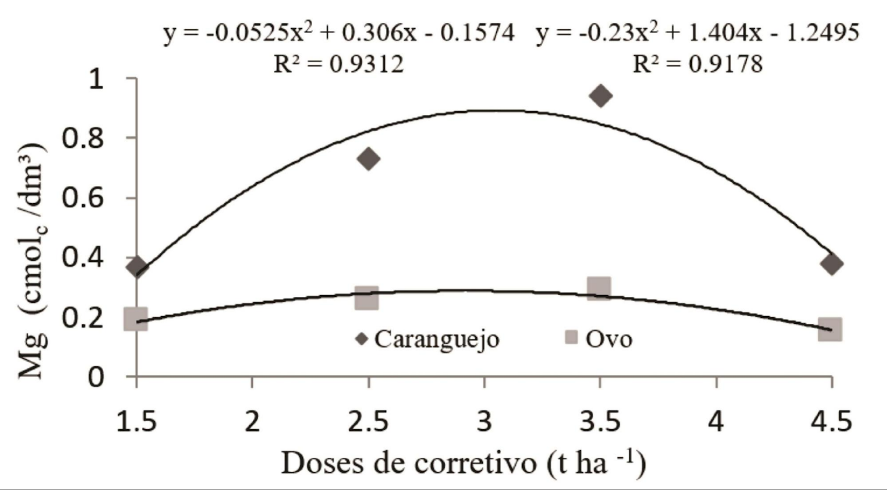 y = -0.0525x² + 0.306x - 0.1574 y = -0.23x² + 1.404x - 1.2495
R² = 0.9312 R² = 0.9178
1
0.8
0.6
0.4
0.2
0
Mg (cmolc /dm³)
Caranguejo Ovo
1.5 2 2.5 3 3.5 4 4.5
Doses de corretivo (t ha -1)